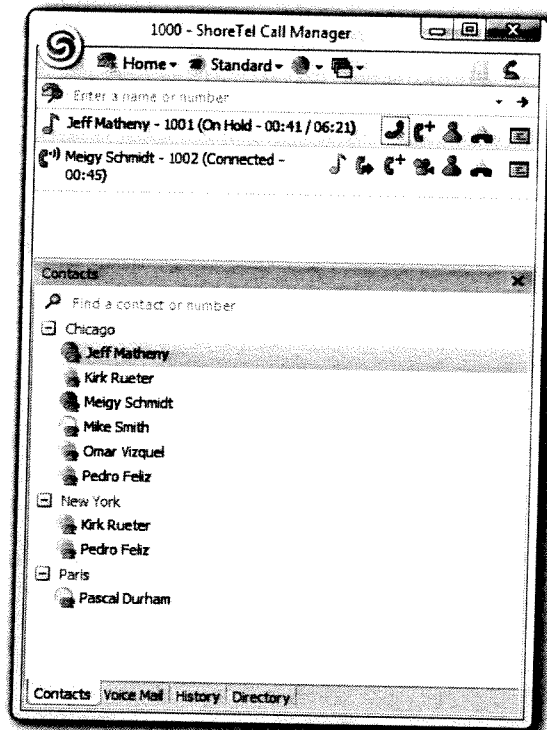 1000 - ShoreTel Call Manager
Home
Standard
Enter a name or number
Jeff Matheny - 1001 (On Hold - 00:41 / 06:21)
Meigy Schmidt - 1002 (Connected -
00:45)
Contacts
Find a contact or number
Chicago
Jeff Matheny
Kirk Rueter
Meigy Schmidt
Mike Smith
Omar Vizquel
Pedro Feliz
New York
Kirk Rueter
Pedro Feliz
Paris
Pascal Durham
Contacts Voice Mail History Directory